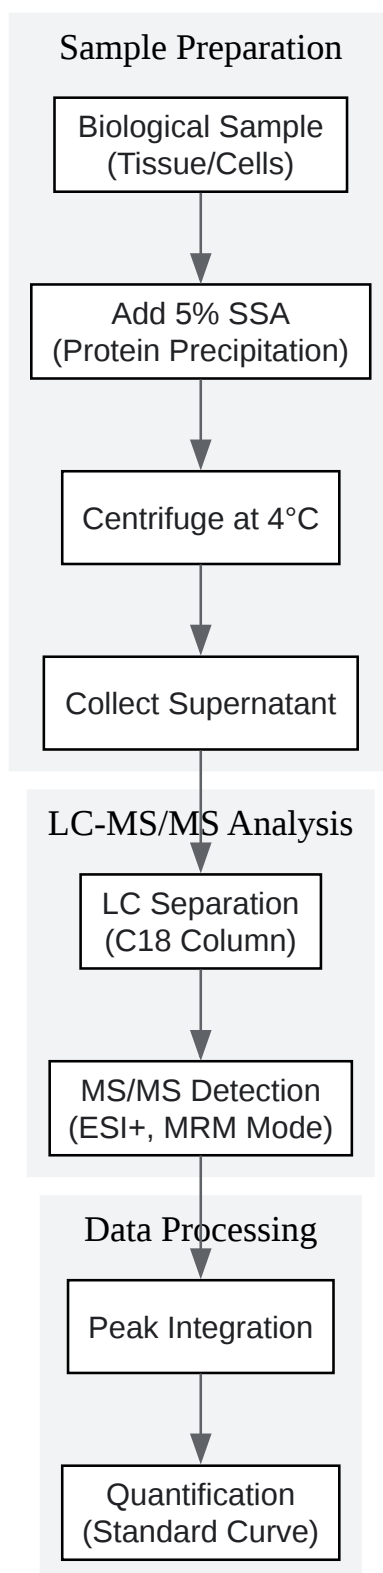 Sample Preparation
Biological Sample
(Tissue/Cells)
Add 5% SSA
(Protein Precipitation)
Centrifuge at 4°C
Collect Supernatant
LC-MS/MS Analysis
LC Separation
(C18 Column)
MS/MS Detection
(ESI+, MRM Mode)
Data Processing
Peak Integration
Quantification
(Standard Curve)